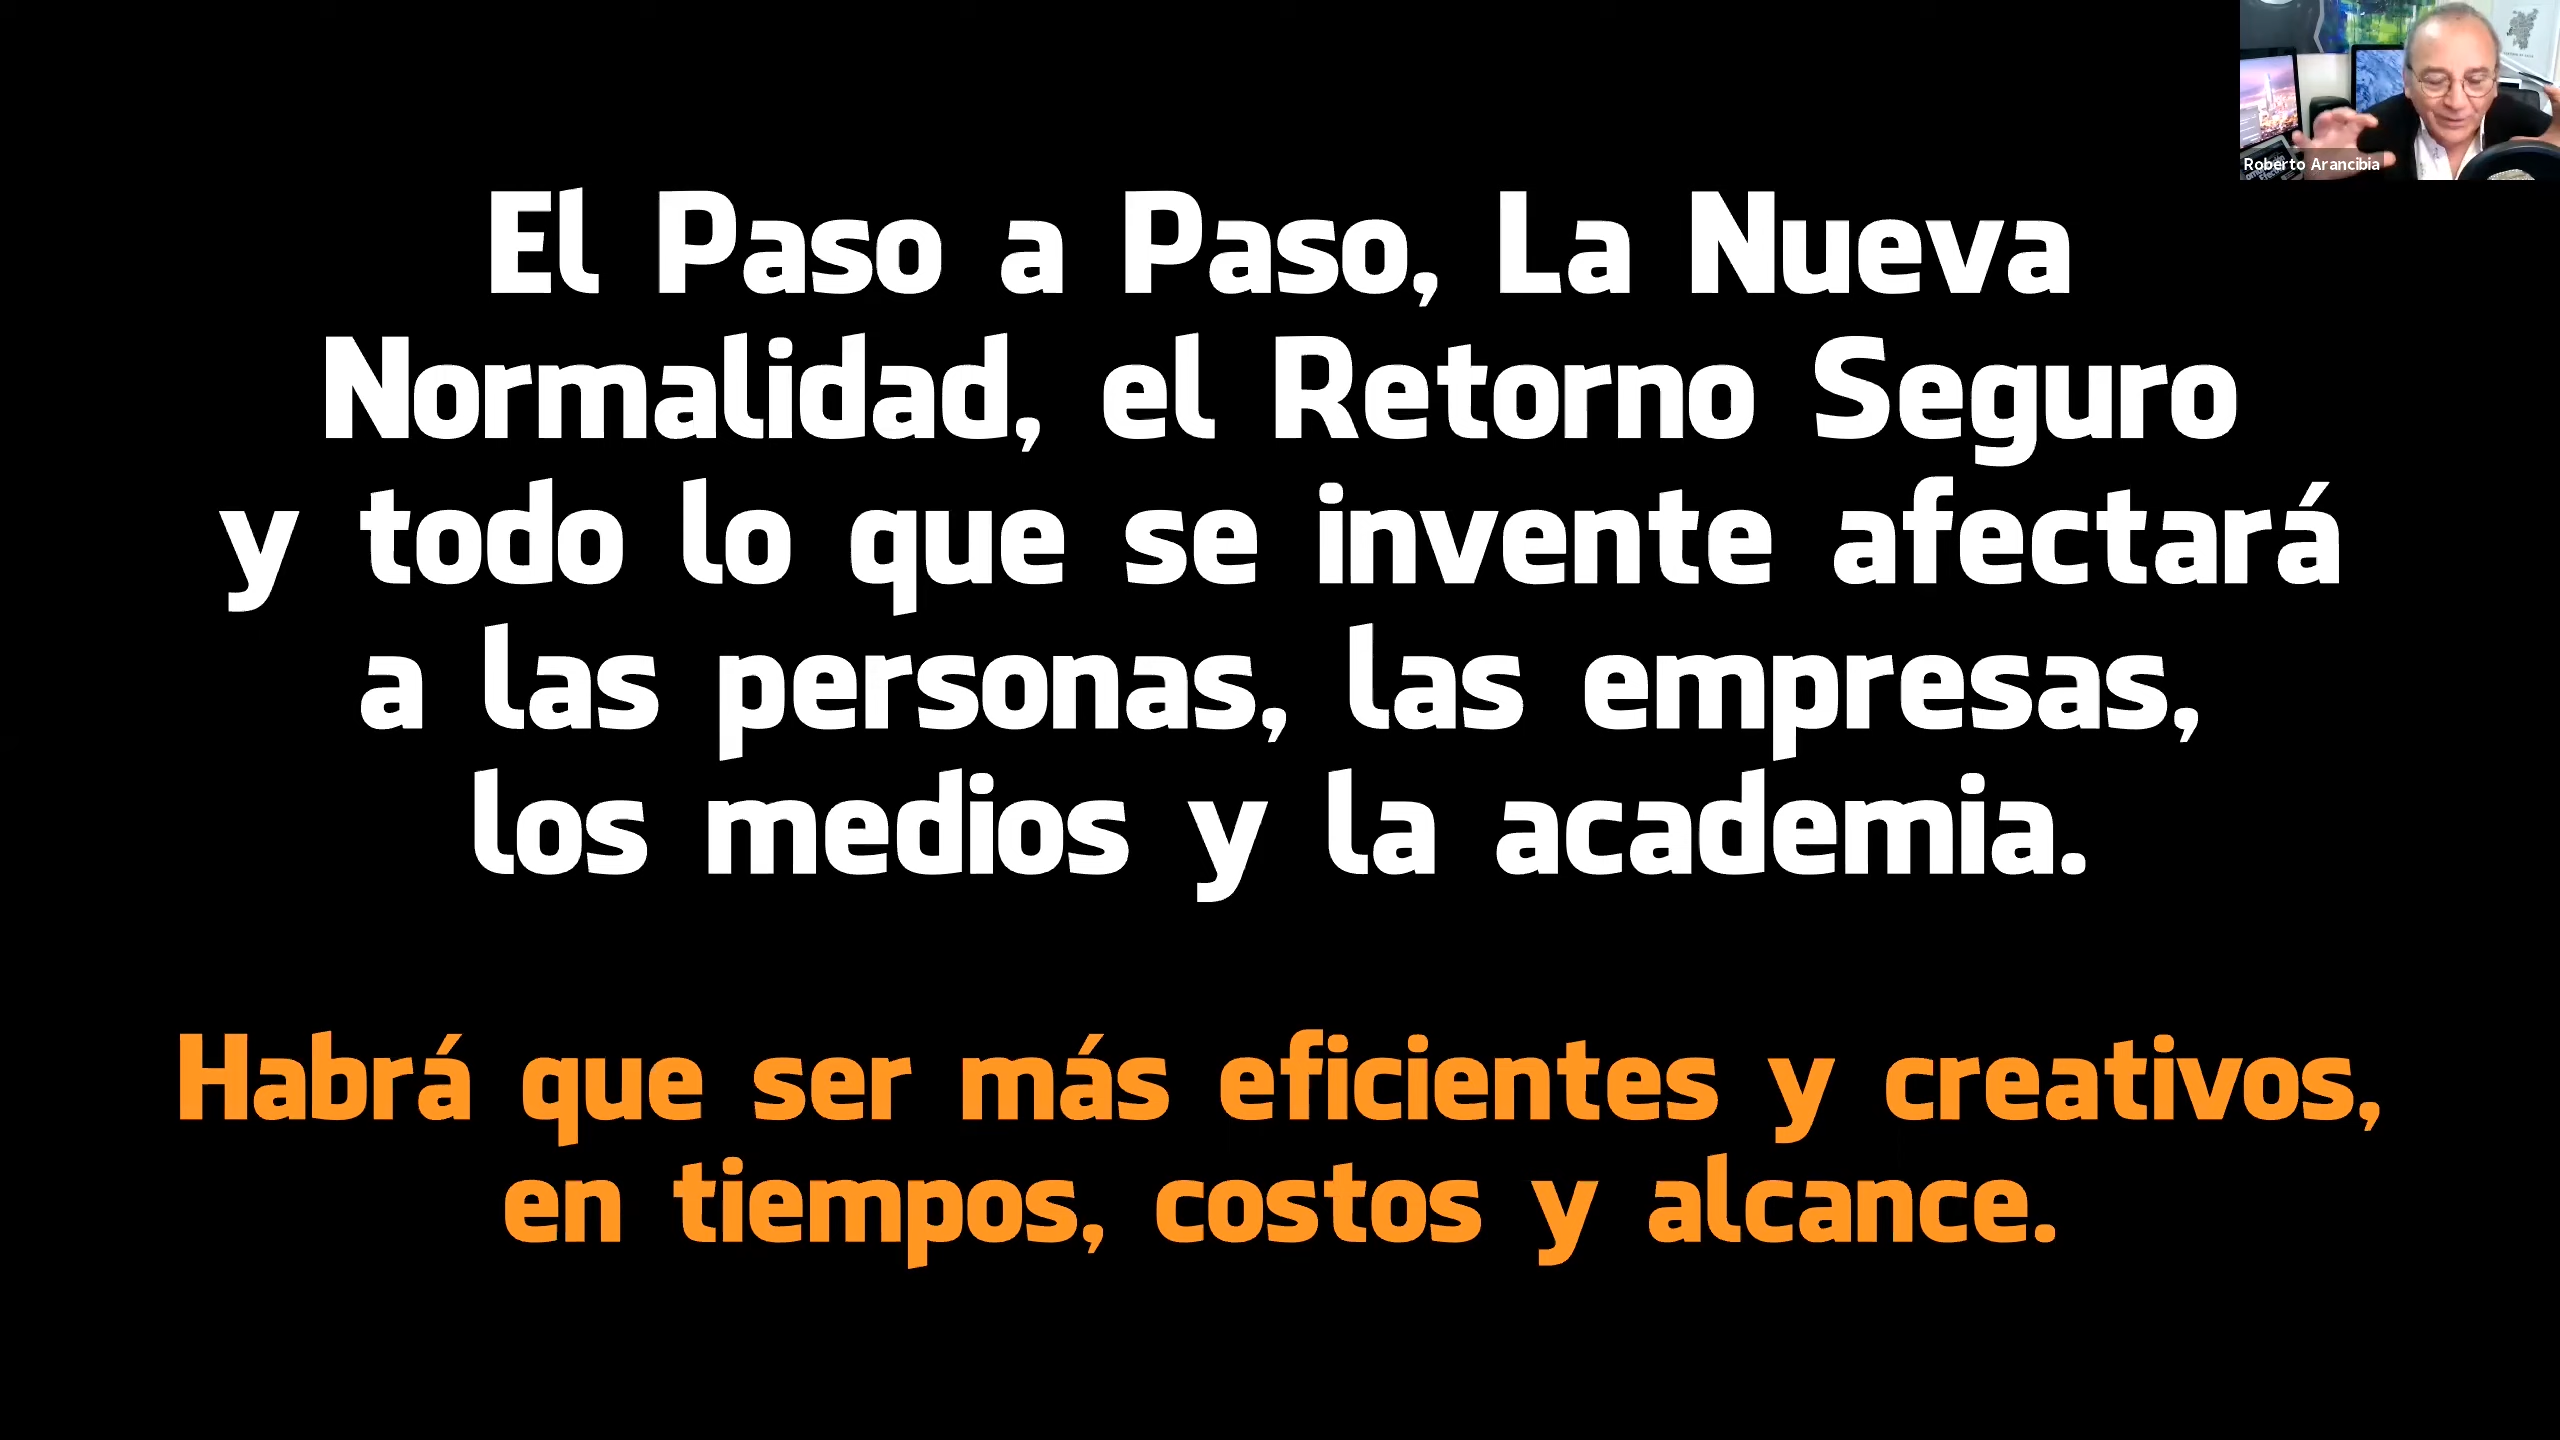 Roberto Arancibia
El Paso a Paso, La Nueva
Normalidad, el Retorno Seguro
y todo lo que se invente afectará
a las personas, las empresas,
los medios y la academia.
Habrá que ser más eficientes y creativos,
en tiempos, costos y alcance.